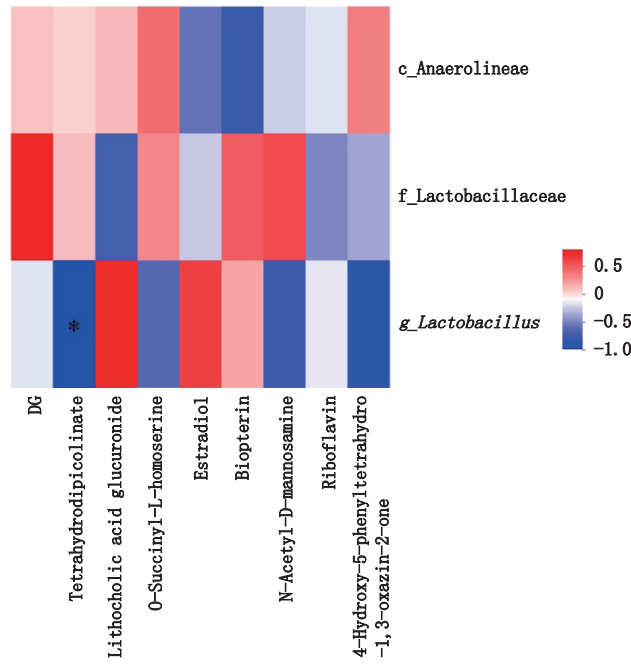 c_Anaerolineae
f_Lactobacillaceae
g_Lactobacillus
0.5
0
-0.5
-1.0
*
DG
Tetrahydrodipicolinate
Lithocholic acid glucuronide
O-Succinyl-L-homoserine
Estradiol
Biopterin
N-Acetyl-D-mannosamine
Riboflavin
4-Hydroxy-5-phenyltetrahydro
-1,3-oxazin-2-one